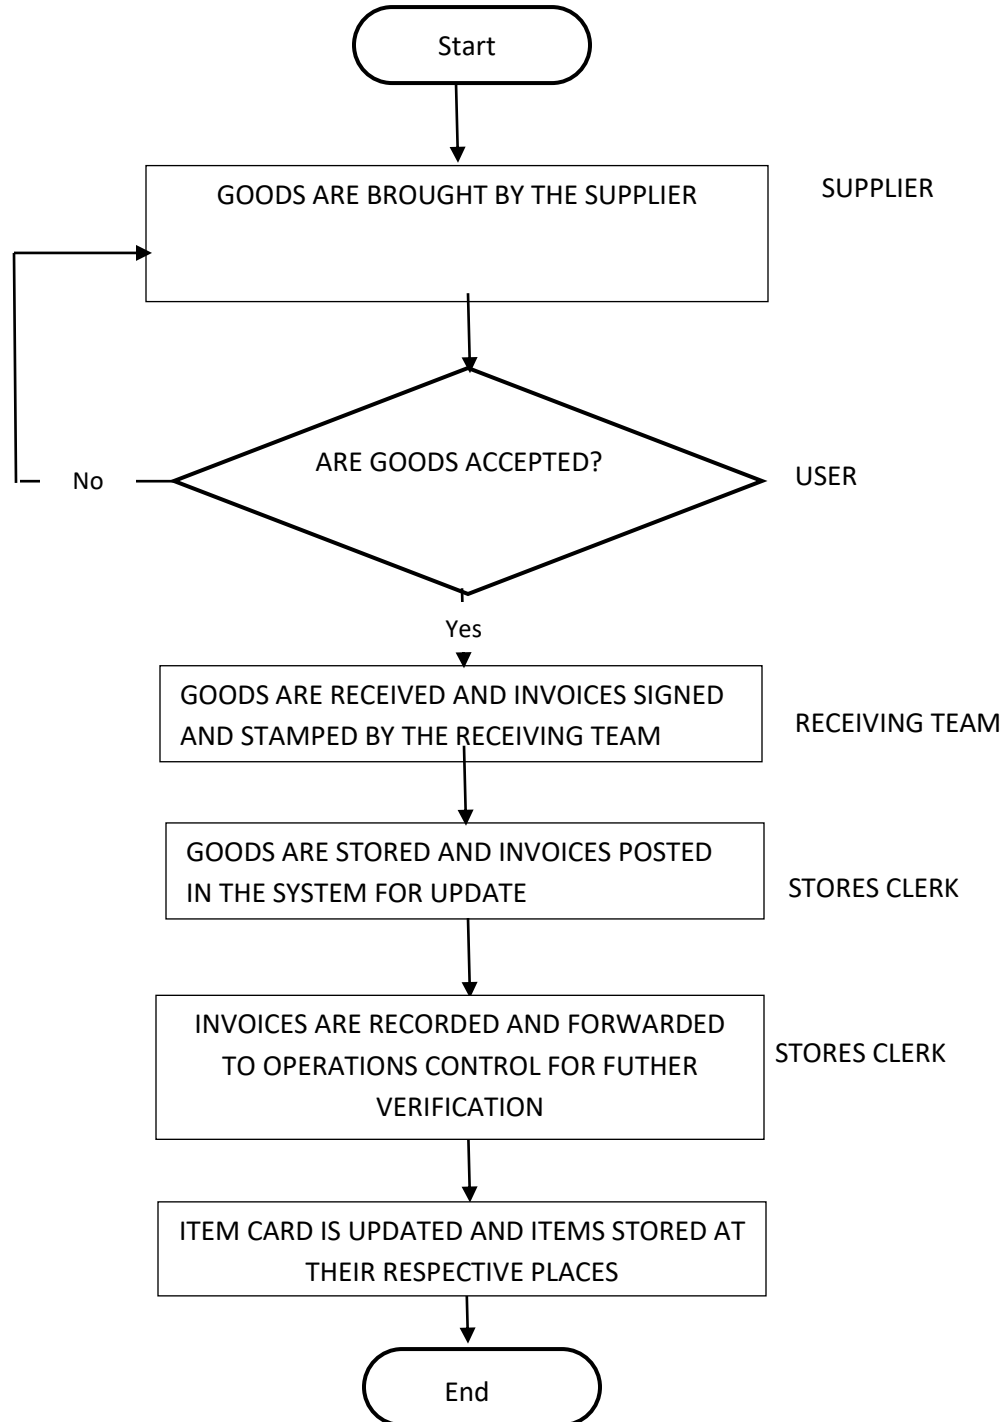 Start
GOODS ARE BROUGHT BY THE SUPPLIER
SUPPLIER
ARE GOODS ACCEPTED?
No
USER
Yes
GOODS ARE RECEIVED AND INVOICES SIGNED
AND STAMPED BY THE RECEIVING TEAM
RECEIVING TEAM
GOODS ARE STORED AND INVOICES POSTED
IN THE SYSTEM FOR UPDATE
STORES CLERK
INVOICES ARE RECORDED AND FORWARDED
TO OPERATIONS CONTROL FOR FUTHER
VERIFICATION
STORES CLERK
ITEM CARD IS UPDATED AND ITEMS STORED AT
THEIR RESPECTIVE PLACES
End